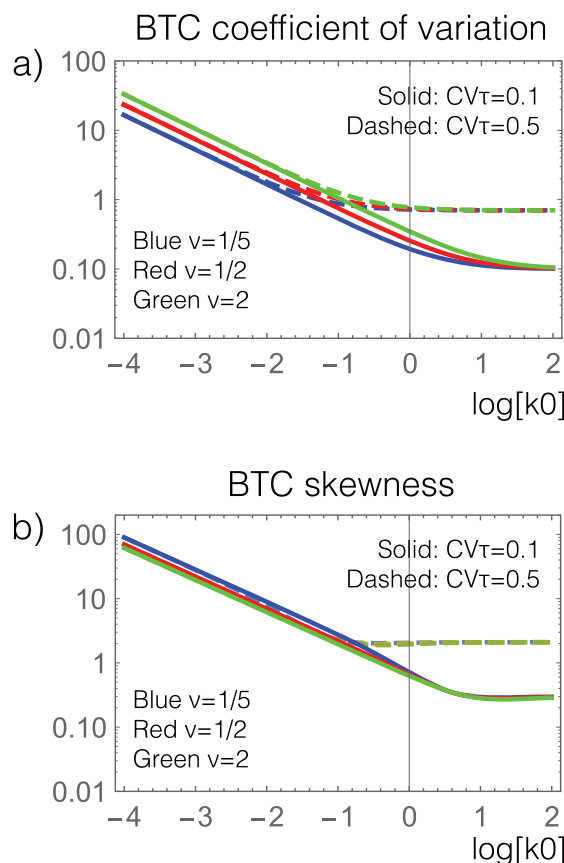 BTC coefficient of variation
a)
100
10
1
0.10
0.01
Solid: CVτ=0.1
Dashed: CVτ=0.5
Blue ν=1/5
Red ν=1/2
Green ν=2
−4 −3 −2 −1 0 1 2
log[k0]
BTC skewness
b)
100
10
1
0.10
0.01
Solid: CVτ=0.1
Dashed: CVτ=0.5
Blue ν=1/5
Red ν=1/2
Green ν=2
−4 −3 −2 −1 0 1 2
log[k0]